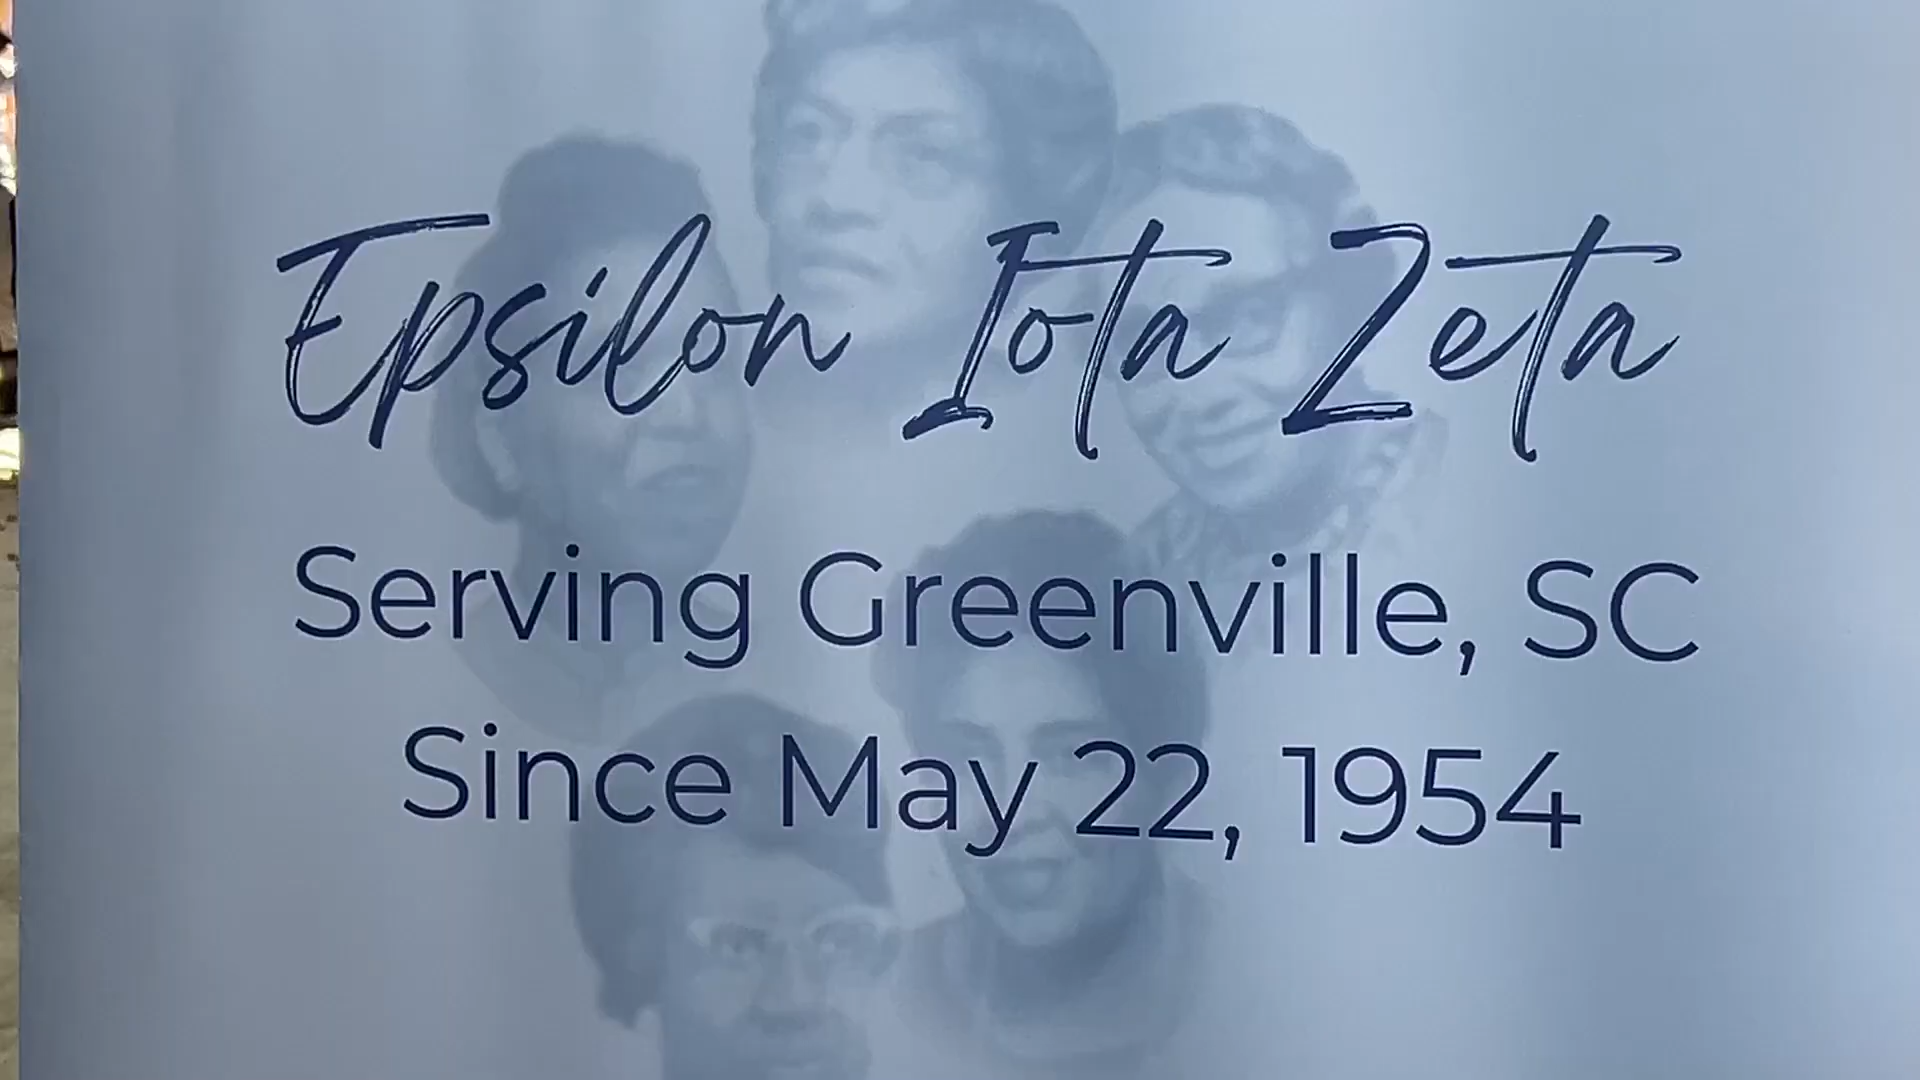 Epsilon Iota Zeta
Serving Greenville, SC
Since May 22, 1954